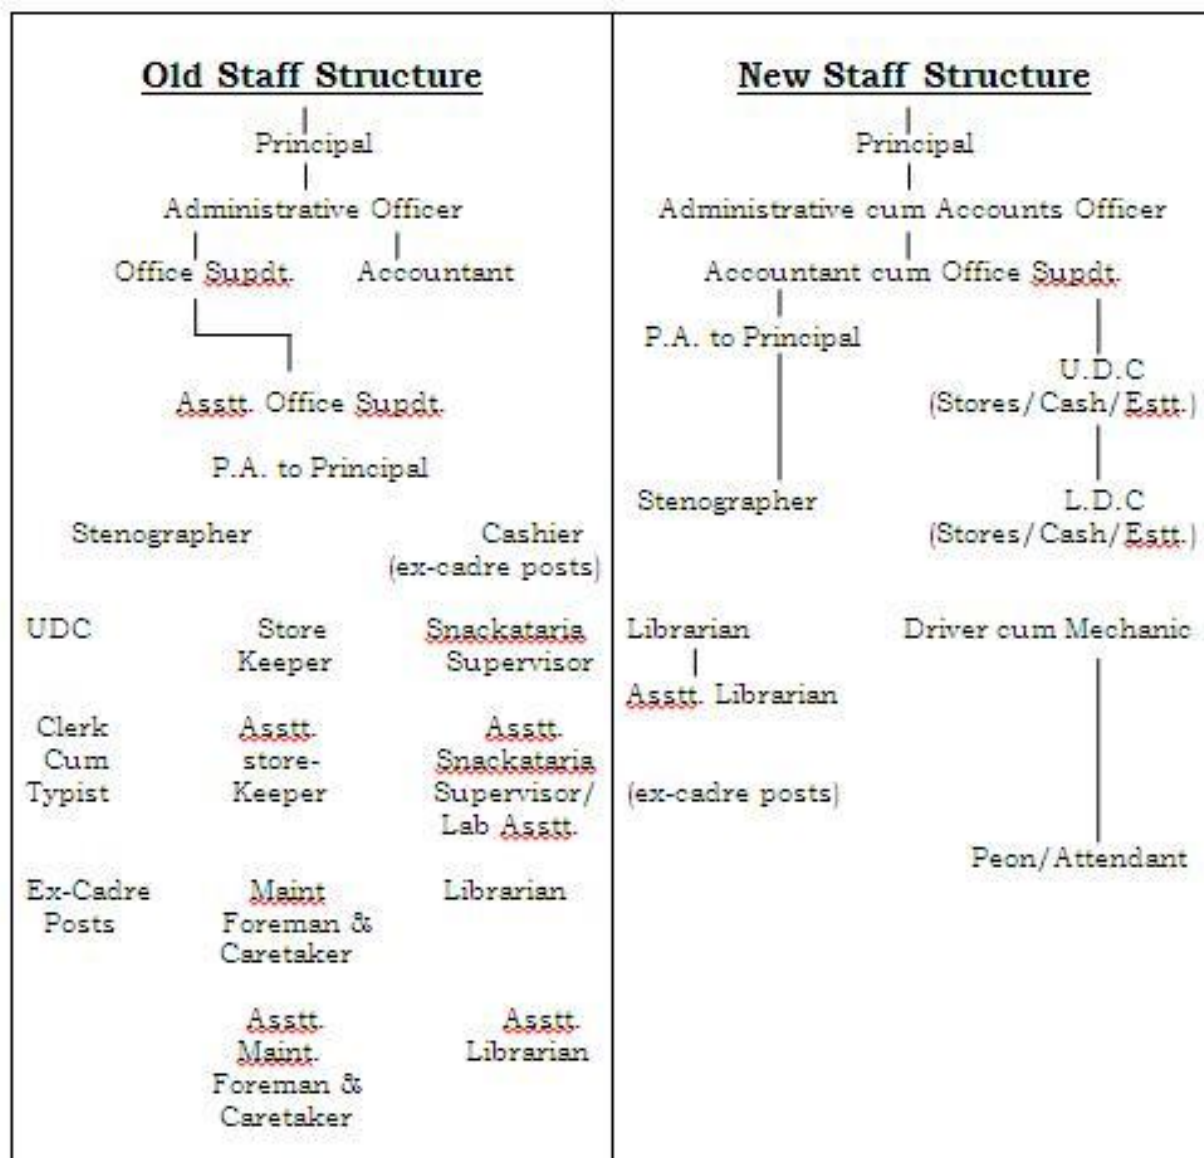 Old Staff Structure
Principal
Administrative Officer
Office Supdt. Accountant
Asstt. Office Supdt.
P.A. to Principal
Stenographer Cashier
(ex-cadre posts)
UDC Store Snackataria
Keeper Supervisor
Clerk Asstt. Asstt.
Cum store- Snackataria
Typist Keeper Supervisor/
Lab Asstt.
Ex-Cadre Maint Librarian
Posts Foreman &
Caretaker
Asstt. Asstt.
Maint. Librarian
Foreman &
Caretaker
New Staff Structure
Principal
Administrative cum Accounts Officer
Accountant cum Office Supdt.
P.A. to Principal
U.D.C
(Stores/Cash/Estt.)
Stenographer L.D.C
(Stores/Cash/Estt.)
Librarian Driver cum Mechanic
Asstt. Librarian
(ex-cadre posts)
Peon/Attendant